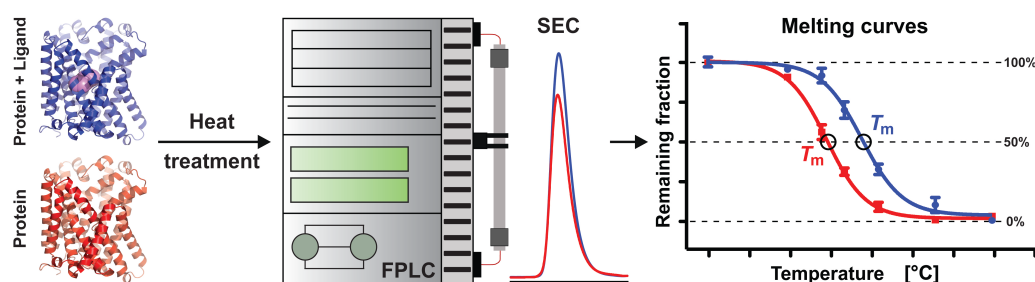 Protein + Ligand
Protein
Heat
treatment
FPLC
SEC
Melting curves
Remaining fraction
100%
50%
0%
Tm
Tm
Temperature [°C]